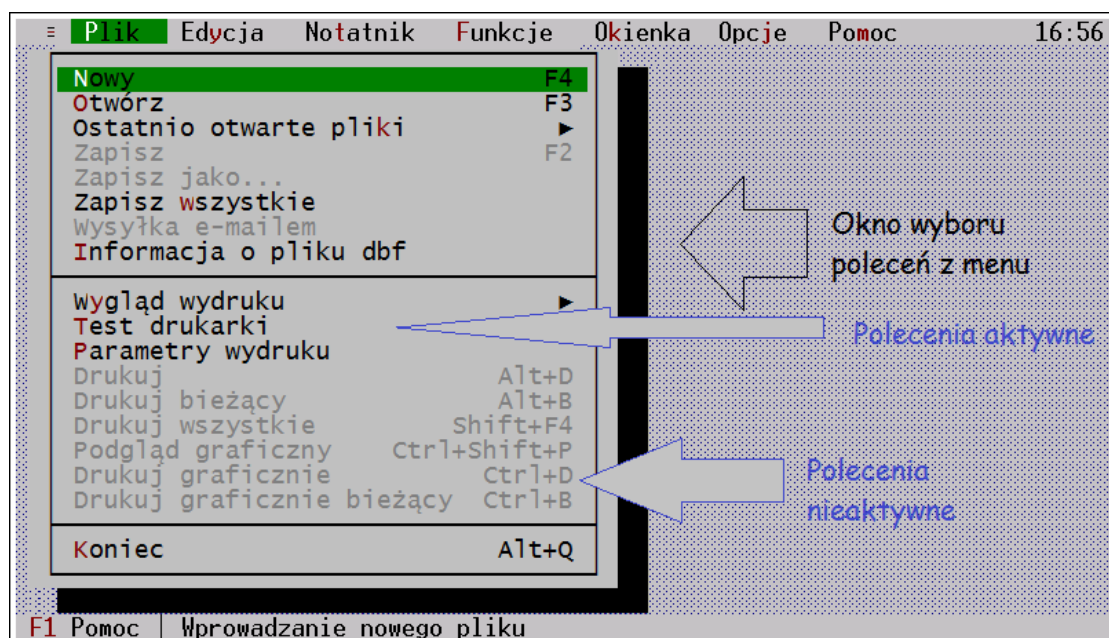 ≡ Plik Edycja Notatnik Funkcje Okienka Opcje Pomoc 16:56
Nowy F4
Otwórz F3
Ostatnio otwarte pliki ►
Zapisz F2
Zapisz jako...
Zapisz wszystkie
Wysyłka e-mailem
Informacja o pliku dbf
Wygląd wydruku ►
Test drukarki
Parametry wydruku
Drukuj Alt+D
Drukuj bieżący Alt+B
Drukuj wszystkie Shift+F4
Podgląd graficzny Ctrl+Shift+P
Drukuj graficznie Ctrl+D
Drukuj graficznie bieżący Ctrl+B
Koniec Alt+Q
Okno wyboru
poleceń z menu
Polecenia aktywne
Polecenia
nieaktywne
F1 Pomoc | Wprowadzanie nowego pliku